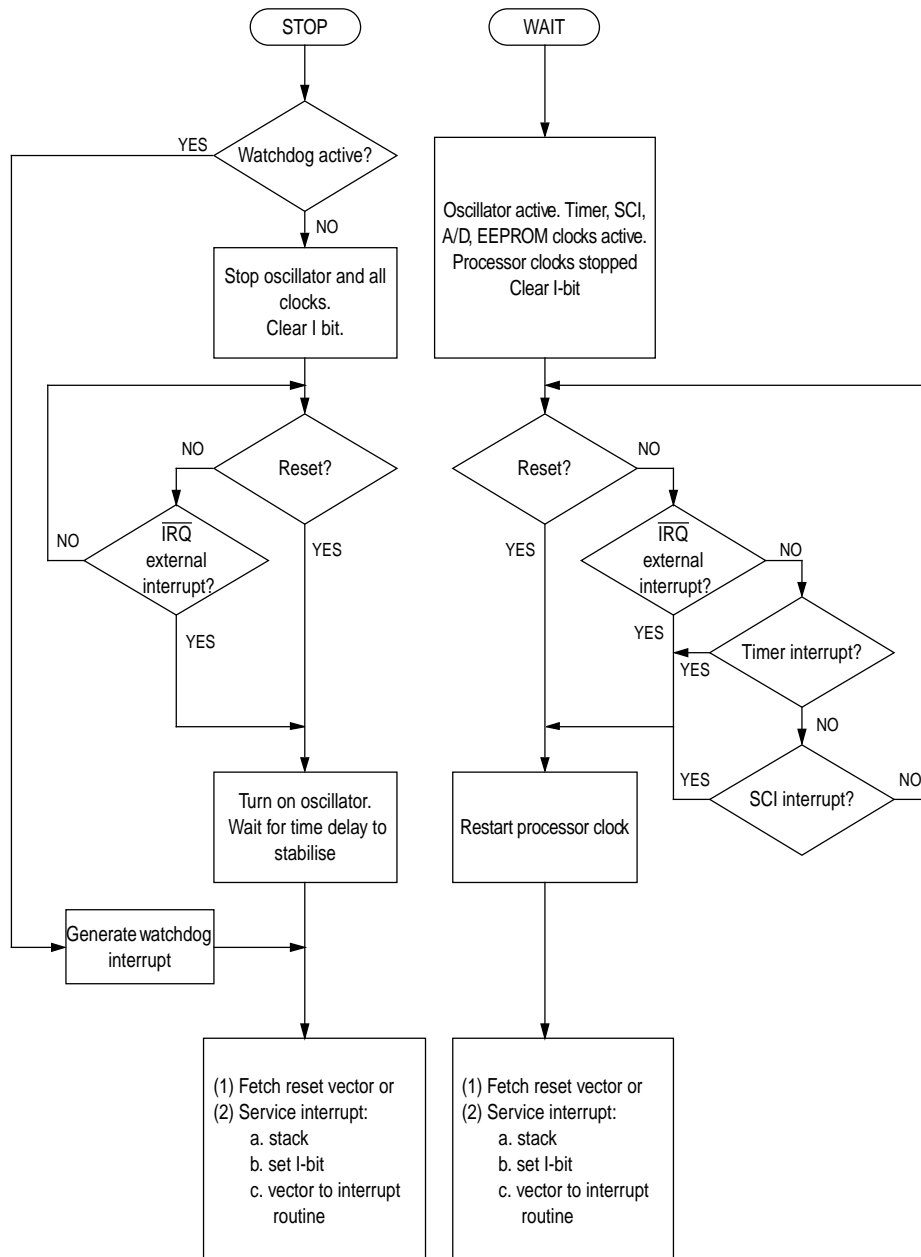 STOP
Watchdog active?
YES
NO
Stop oscillator and all
clocks.
Clear I bit.
Reset?
NO
YES
IRQ
external
interrupt?
NO
YES
Turn on oscillator.
Wait for time delay to
stabilise
Generate watchdog
interrupt
(1) Fetch reset vector or
(2) Service interrupt:
a. stack
b. set I-bit
c. vector to interrupt
routine
WAIT
Oscillator active. Timer, SCI,
A/D, EEPROM clocks active.
Processor clocks stopped
Clear I-bit
Reset?
NO
YES
IRQ
external
interrupt?
NO
YES
Timer interrupt?
YES
NO
SCI interrupt?
YES
NO
Restart processor clock
(1) Fetch reset vector or
(2) Service interrupt:
a. stack
b. set I-bit
c. vector to interrupt
routine